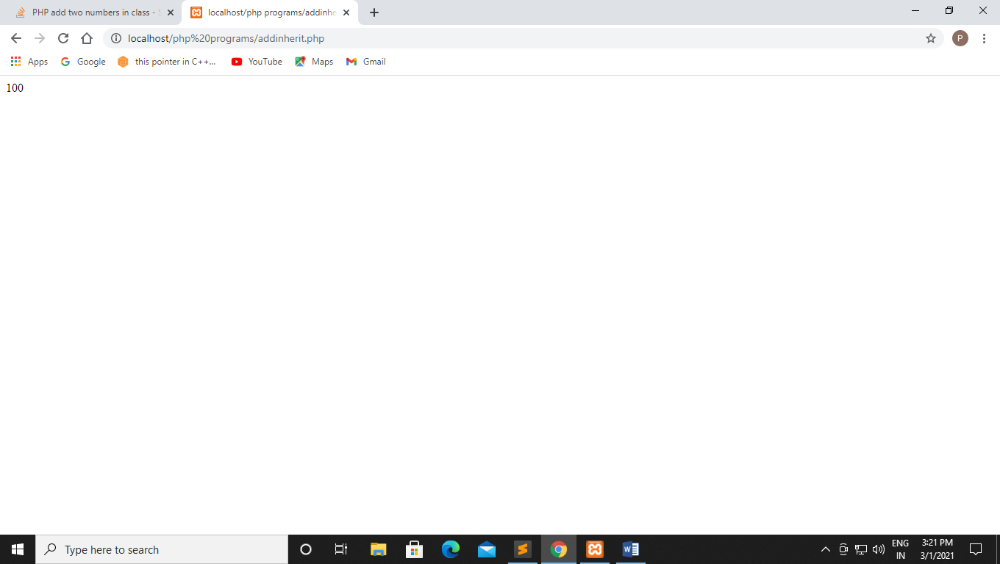 PHP add two numbers in class - S
localhost/php programs/addinhe
localhost/php%20programs/addinherit.php
P
Apps
Google
this pointer in C++...
YouTube
Maps
Gmail
100
Type here to search
ENG
IN
3:21 PM
3/1/2021